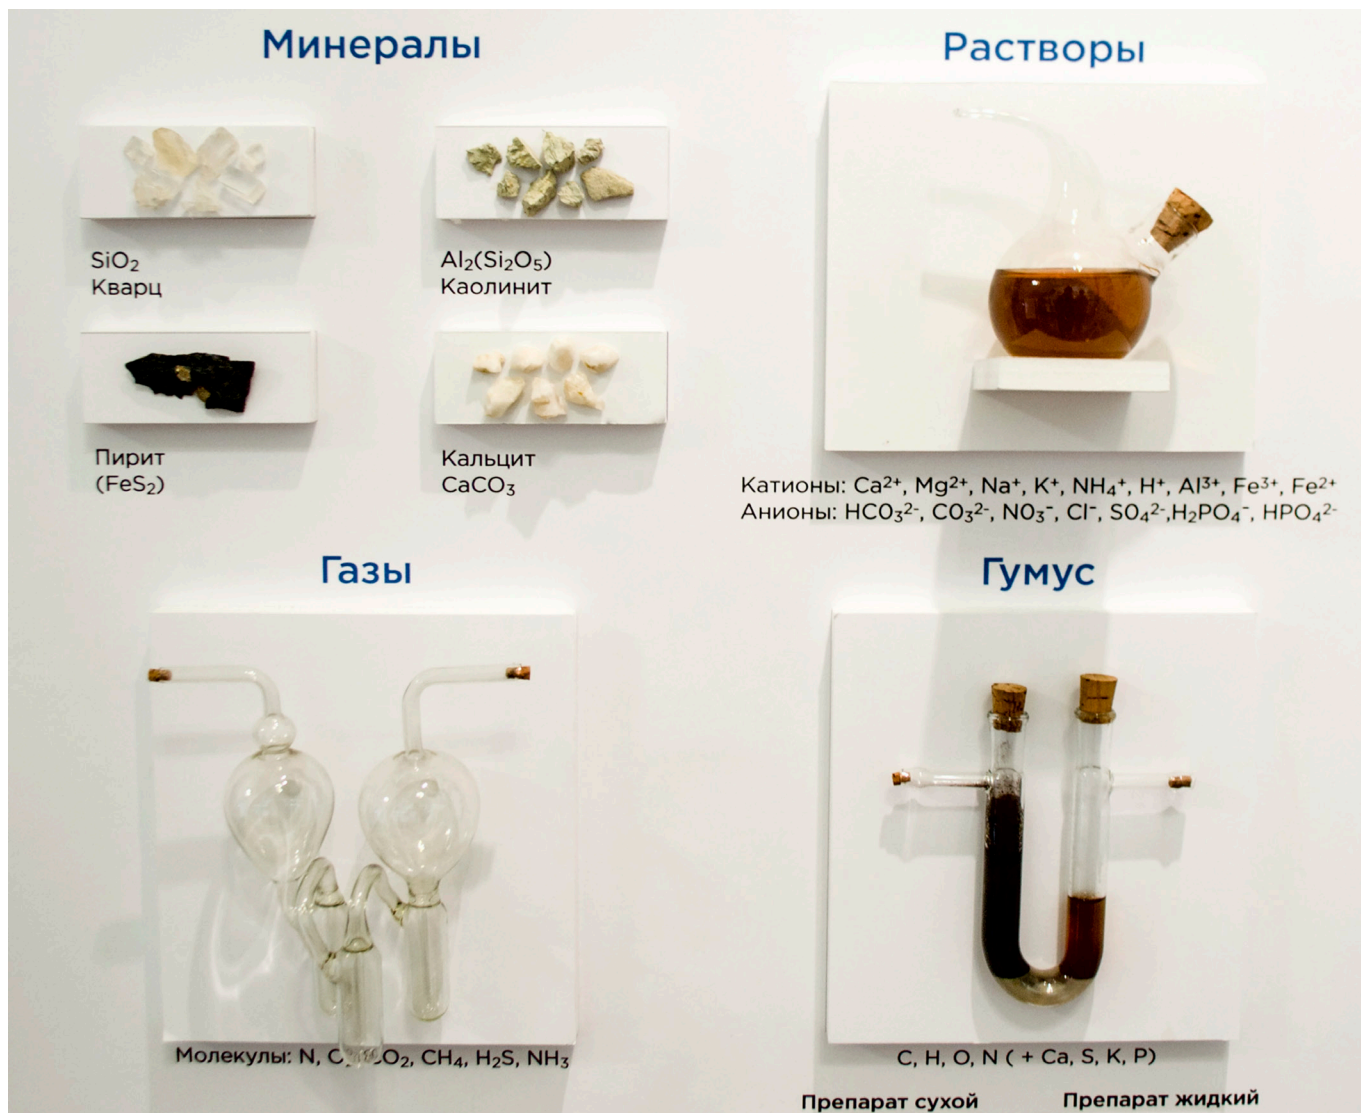 Минералы
SiO₂
Кварц
Al₂(Si₂O₅)
Каолинит
Пирит
(FeS₂)
Кальцит
CaCO₃
Растворы
Катионы: Ca²⁺, Mg²⁺, Na⁺, K⁺, NH₄⁺, H⁺, Al³⁺, Fe³⁺, Fe²⁺
Анионы: HCO₃²⁻, CO₃²⁻, NO₃⁻, Cl⁻, SO₄²⁻,H₂PO₄⁻, HPO₄²⁻
Газы
Молекулы: N, CO₂, CH₄, H₂S, NH₃
Гумус
C, H, O, N ( + Ca, S, K, P)
Препарат сухой
Препарат жидкий